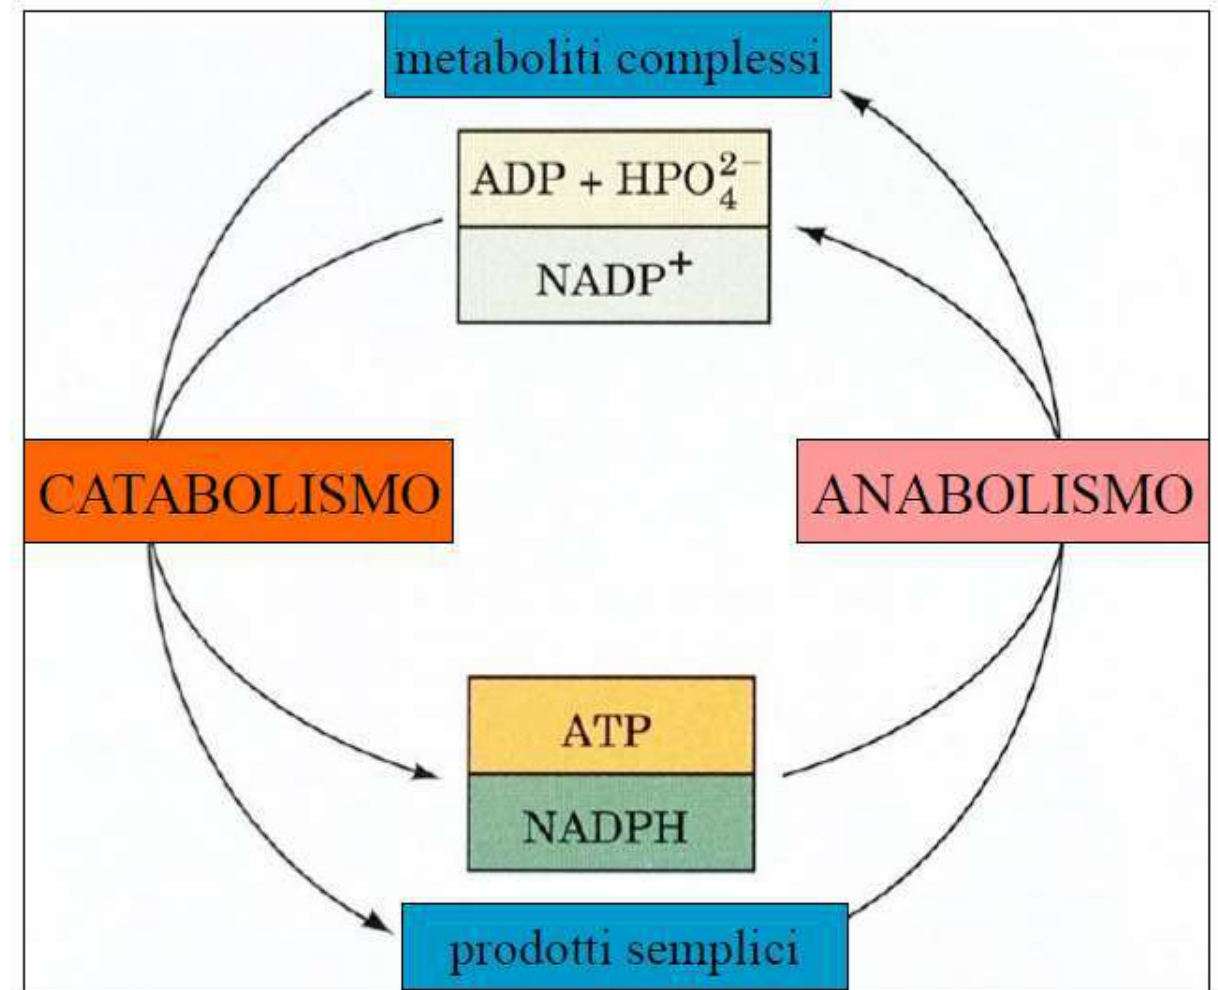 metaboliti complessi
ADP + HPO₄²⁻
NADP⁺
CATABOLISMO
ANABOLISMO
ATP
NADPH
prodotti semplici